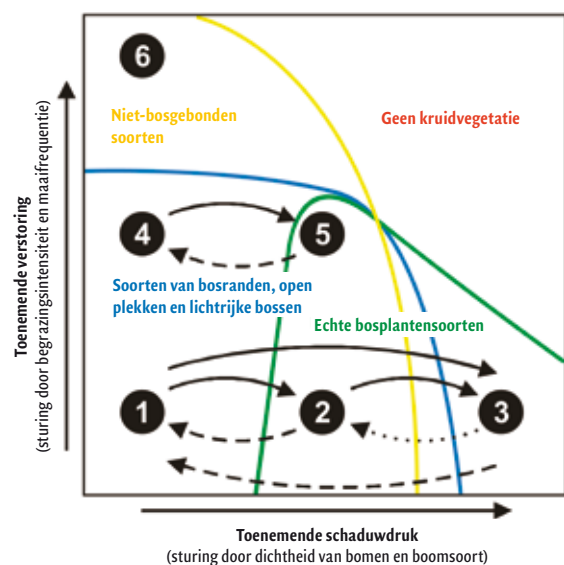 6
Niet-bosgebonden
soorten
Geen kruidvegetatie
Toenemende verstoring
(sturing door begrazingsintensiteit en maaifrequentie)
4
5
Soorten van bosranden, open
plekken en lichtrijke bossen
Echte bosplantensoorten
1
2
3
Toenemende schaduwdruk
(sturing door dichtheid van bomen en boomsoort)